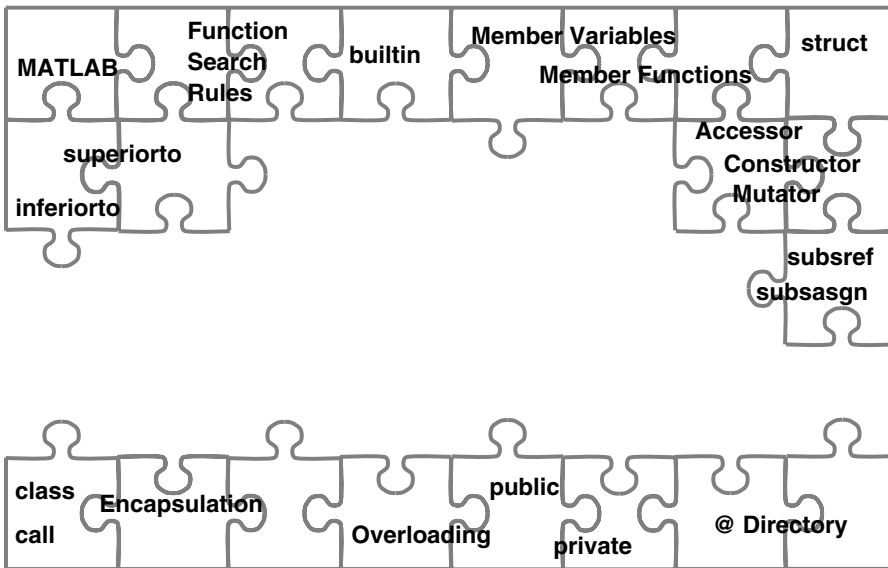 MATLAB
Function
Search
Rules
builtin
Member Variables
Member Functions
struct
superiorto
inferiorto
Accessor
Constructor
Mutator
subsref
subsasgn
class
call
Encapsulation
Overloading
public
private
@ Directory